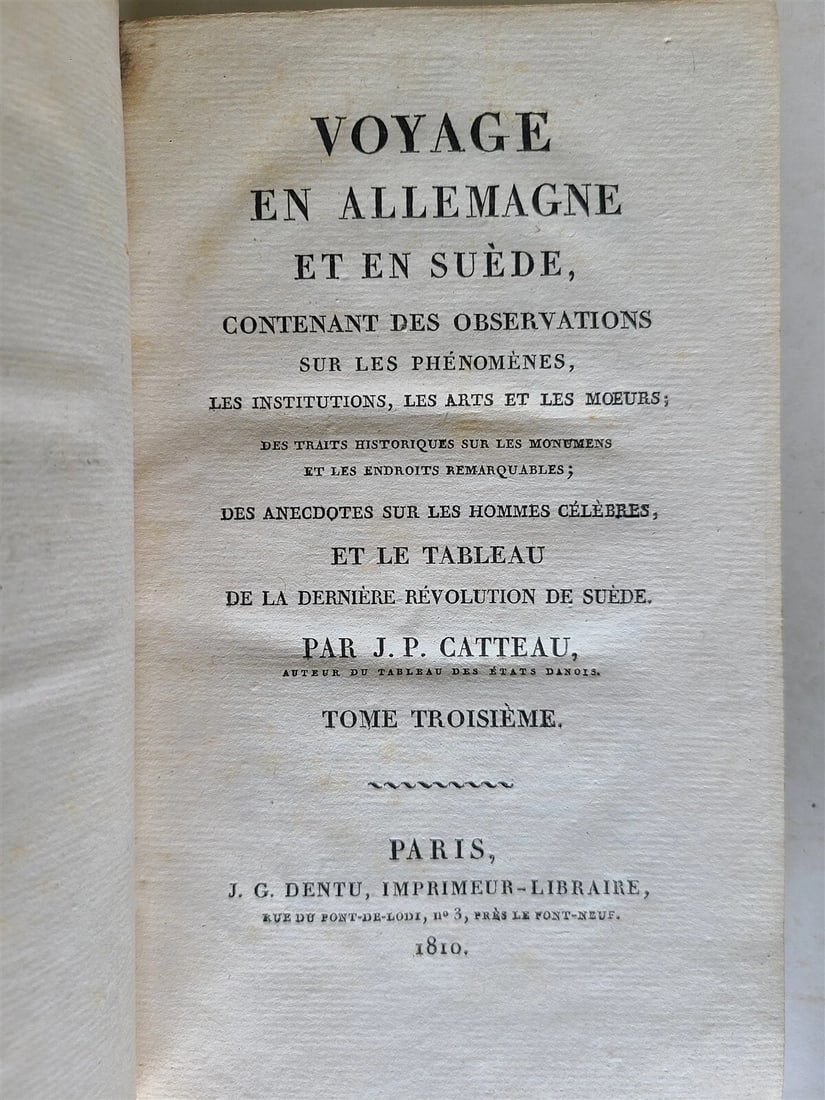 VOYAGE
EN ALLEMAGNE
ET EN SUÈDE,
CONTENANT DES OBSERVATIONS
SUR LES PHÉNOMÈNES,
LES INSTITUTIONS, LES ARTS ET LES MŒURS;
DES TRAITS HISTORIQUES SUR LES MONUMENS
ET LES ENDROITS REMARQUABLES;
DES ANECDOTES SUR LES HOMMES CÉLÈBRES,
ET LE TABLEAU
DE LA DERNIÈRE RÉVOLUTION DE SUÈDE.
PAR J. P. CATTEAU,
AUTEUR DU TABLEAU DES ÉTATS DANOIS.
TOME TROISIÈME.
PARIS,
J. G. DENTU, IMPRIMEUR-LIBRAIRE,
RUE DU PONT-DE-LODI, nº 3, PRÈS LE PONT-NEUF.
1810.